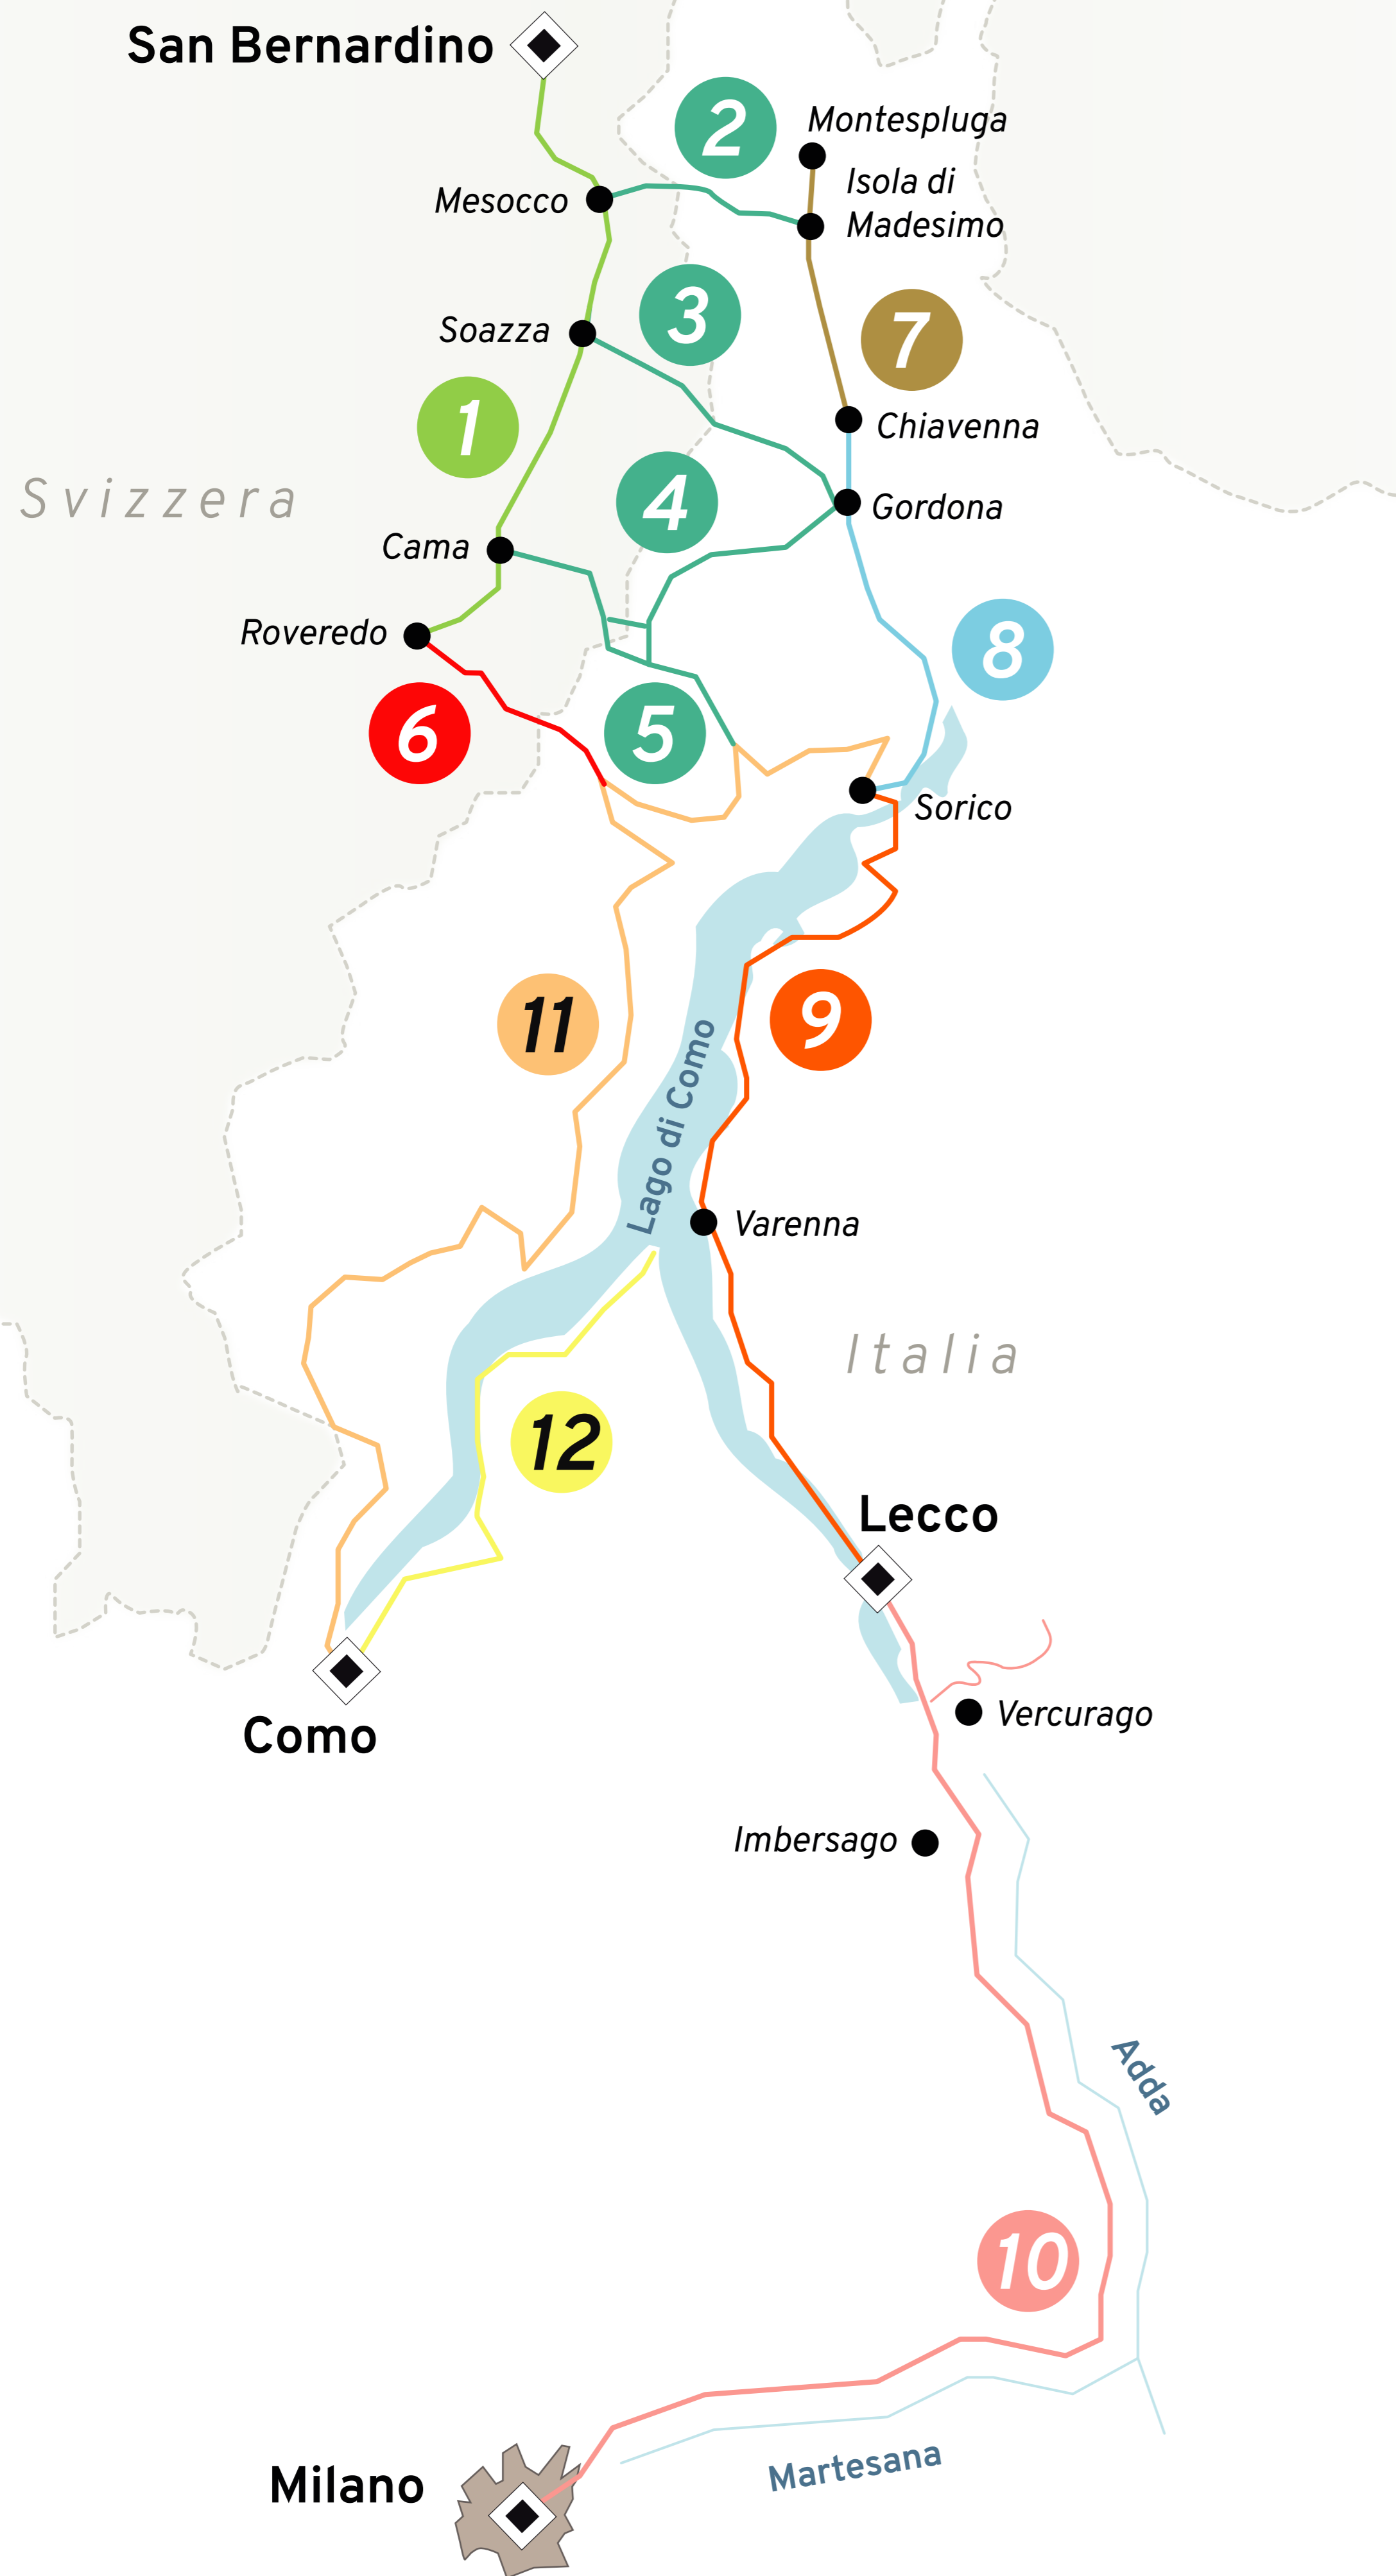 San Bernardino
2
Montespluga
Isola di
Madesimo
Mesocco
3
Soazza
7
1
Chiavenna
Svizzera
4
Gordona
Cama
Roveredo
8
6
5
Sorico
11
9
Lago di Como
Varenna
Italia
12
Lecco
Como
Vercurago
Imbersago
Adda
10
Martesana
Milano